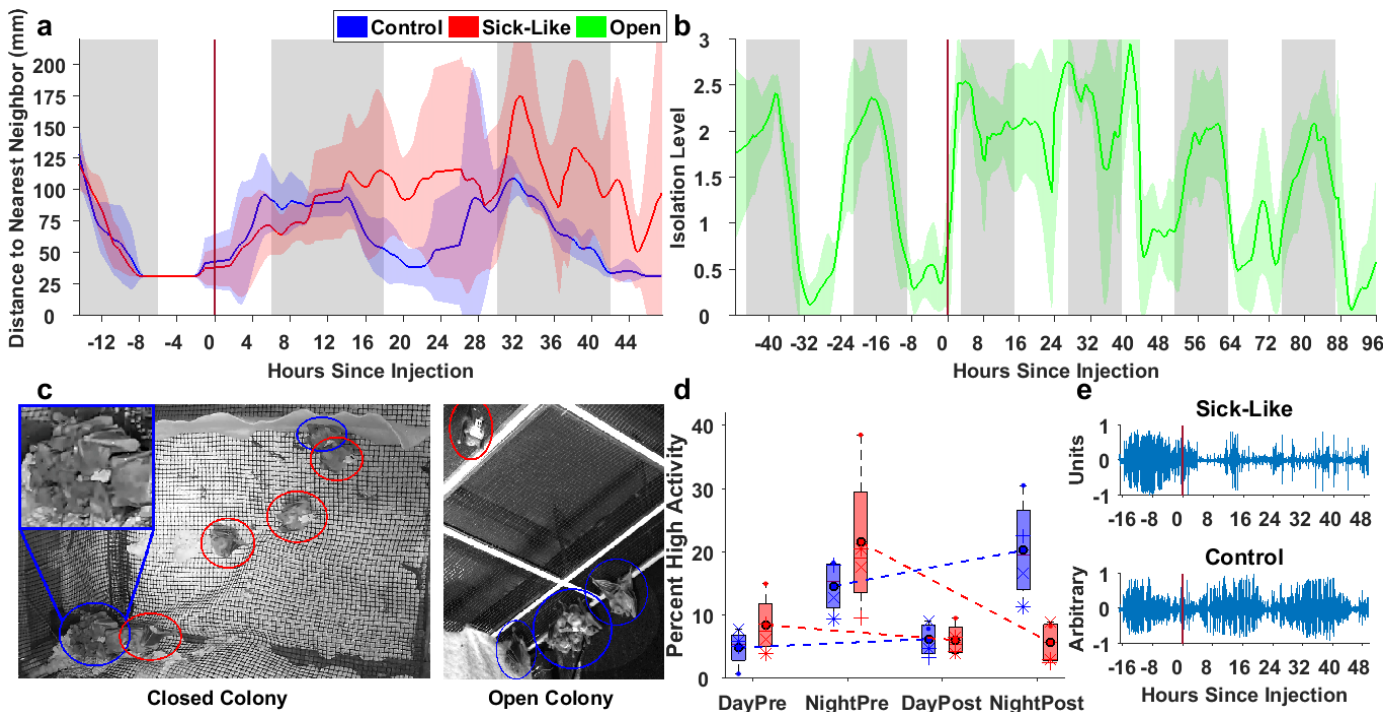 a
Control Sick-Like Open
b
Distance to Nearest Neighbor (mm)
200
175
150
125
100
75
50
25
0
-12 -8 -4 0 4 8 12 16 20 24 28 32 36 40 44
Hours Since Injection
Isolation Level
3
2.5
2
1.5
1
0.5
0
-40 -32 -24 -16 -8 0 8 16 24 32 40 48 56 64 72 80 88 96
Hours Since Injection
c
Closed Colony
Open Colony
d
Percent High Activity
40
30
20
10
0
DayPre NightPre DayPost NightPost
e
Sick-Like
Units
1
0
-1
-16 -8 0 8 16 24 32 40 48
Control
Arbitrary
1
0
-1
-16 -8 0 8 16 24 32 40 48
Hours Since Injection